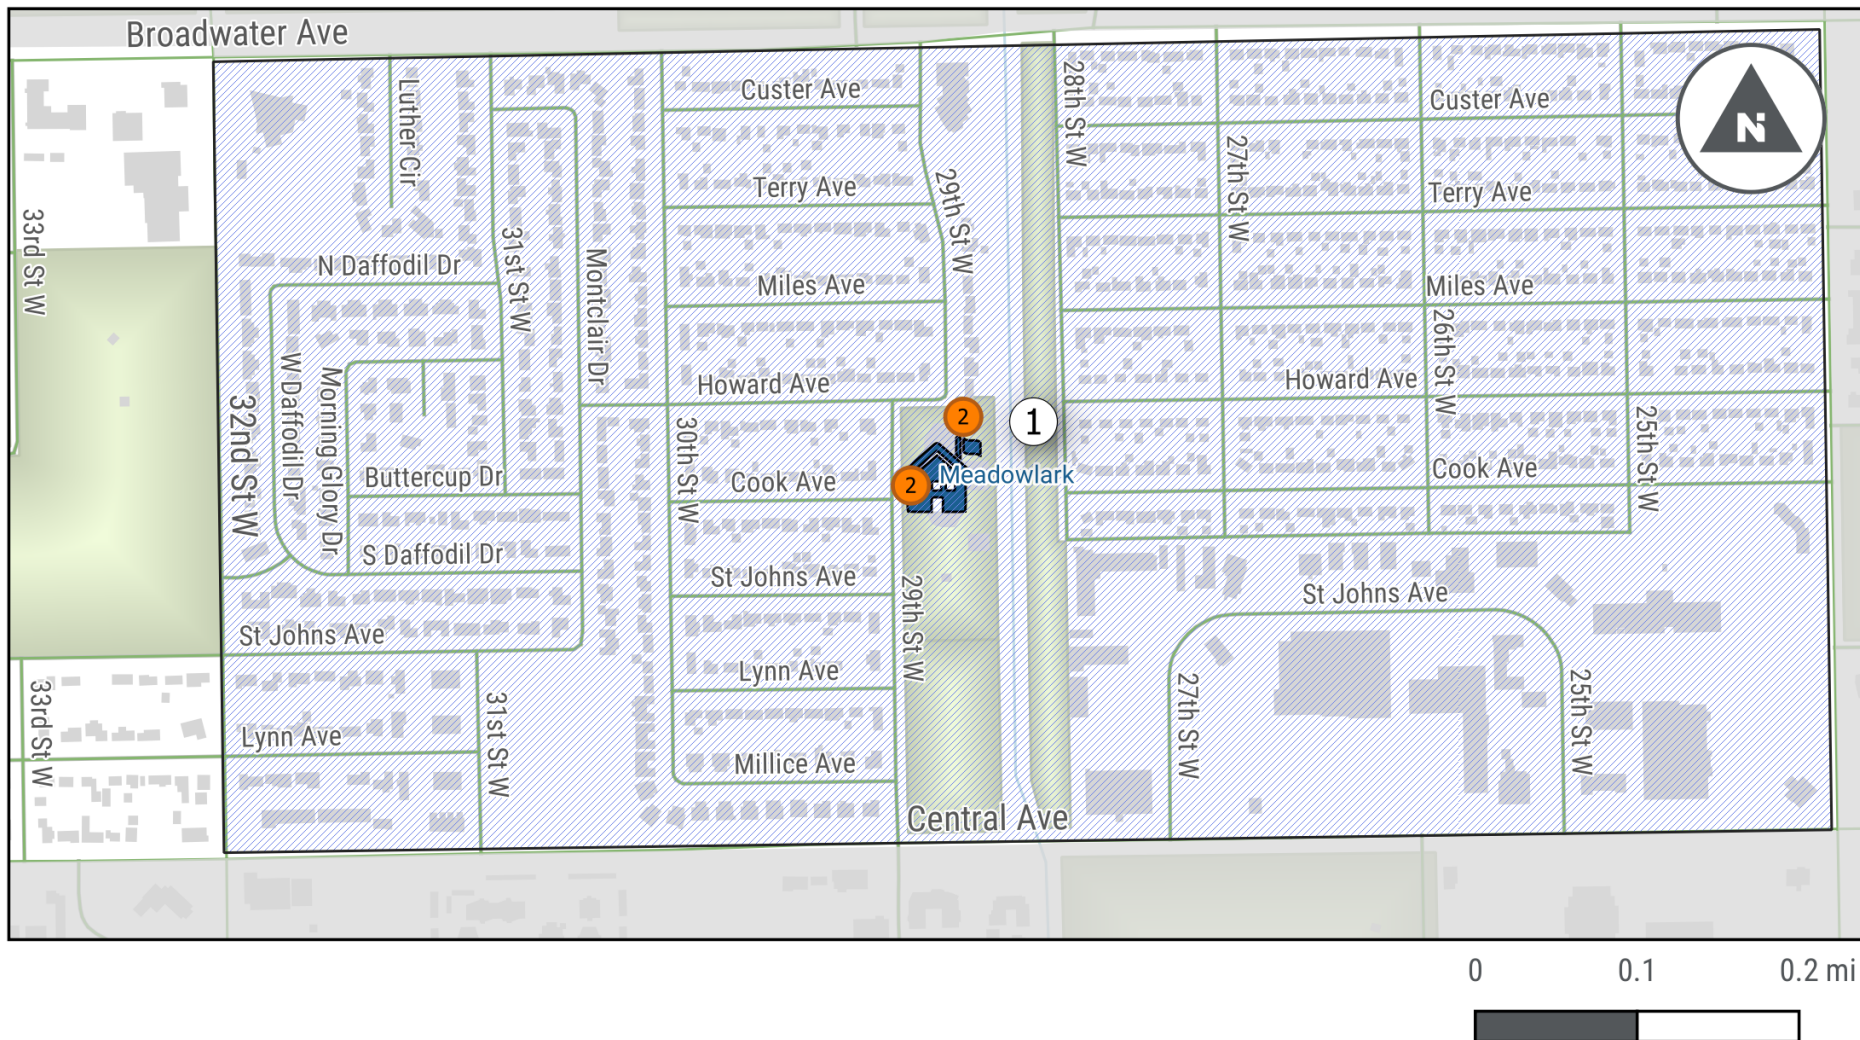 Broadwater Ave
Luther Cir
Custer Ave
28th St W
Custer Ave
N
27th St W
Terry Ave
29th St W
Terry Ave
33rd St W
31st St W
N Daffodil Dr
Montclair Dr
Miles Ave
Miles Ave
26th St W
W Daffodil Dr
Morning Glory Dr
Howard Ave
Howard Ave
32nd St W
30th St W
2
1
25th St W
Buttercup Dr
Cook Ave
2
Meadowlark
Cook Ave
S Daffodil Dr
St Johns Ave
29th St W
St Johns Ave
St Johns Ave
33rd St W
31st St W
Lynn Ave
27th St W
25th St W
Lynn Ave
Millice Ave
Central Ave
0 0.1 0.2 mi